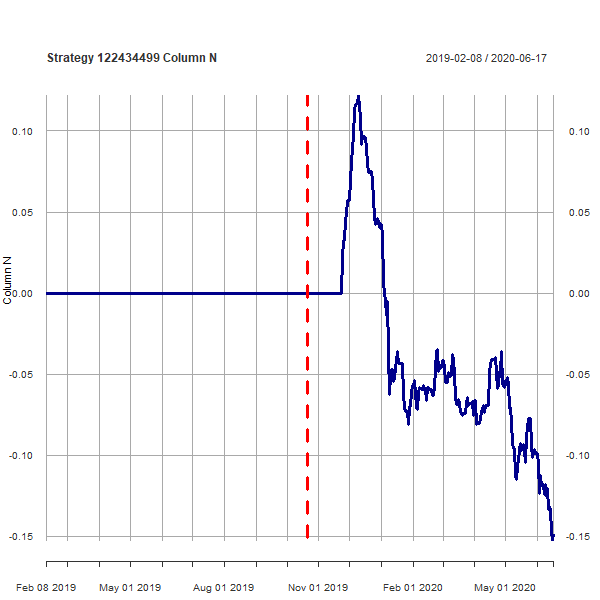 Strategy 122434499 Column N 2019-02-08 / 2020-06-17
0.10 0.10
0.05 0.05
0.00 0.00
-0.05 -0.05
-0.10 -0.10
-0.15 -0.15
Column N
Feb 08 2019 May 01 2019 Aug 01 2019 Nov 01 2019 Feb 01 2020 May 01 2020